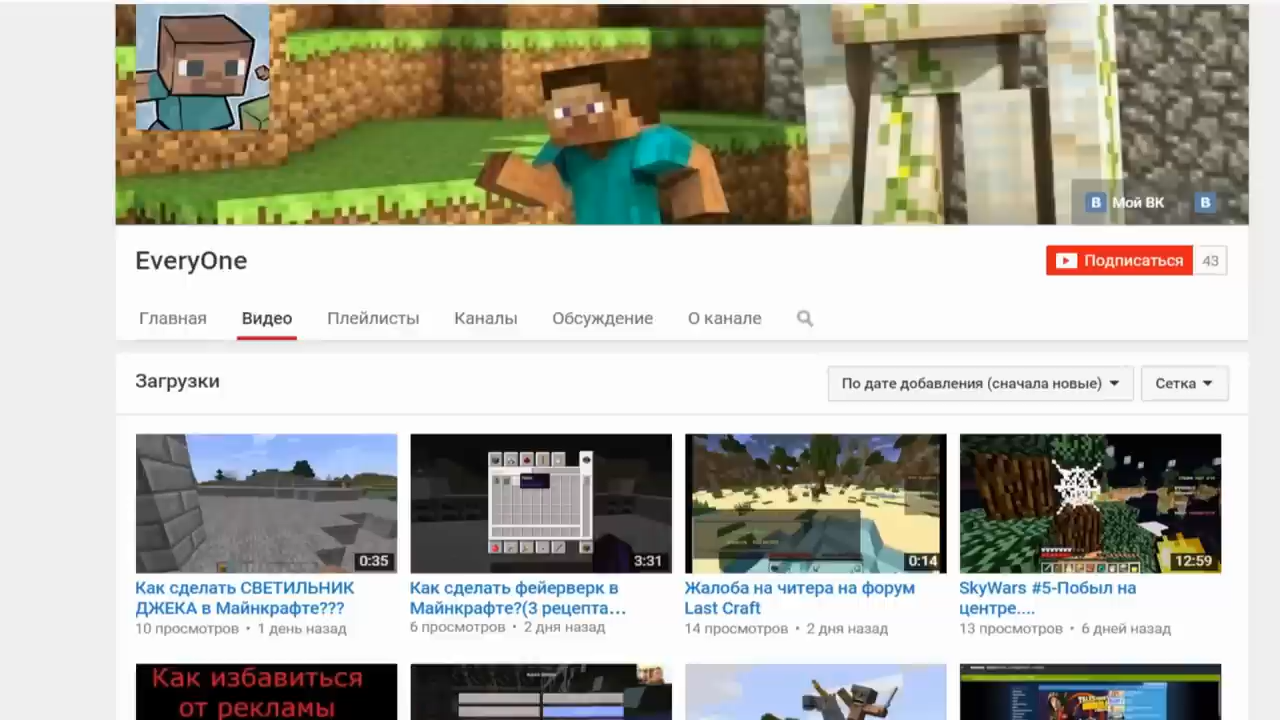 В Мой ВК В
EveryOne
Подписаться 43
Главная Видео Плейлисты Каналы Обсуждение О канале
Загрузки
По дате добавления (сначала новые) Сетка
0:35
3:31
0:14
12:59
Как сделать СВЕТИЛЬНИК
ДЖЕКА в Майнкрафте???
10 просмотров • 1 день назад
Как сделать фейерверк в
Майнкрафте?(3 рецепта...
6 просмотров • 2 дня назад
Жалоба на читера на форум
Last Craft
14 просмотров • 2 дня назад
SkyWars #5-Побыл на
центре....
13 просмотров • 6 дней назад
Как избавиться
от рекламы